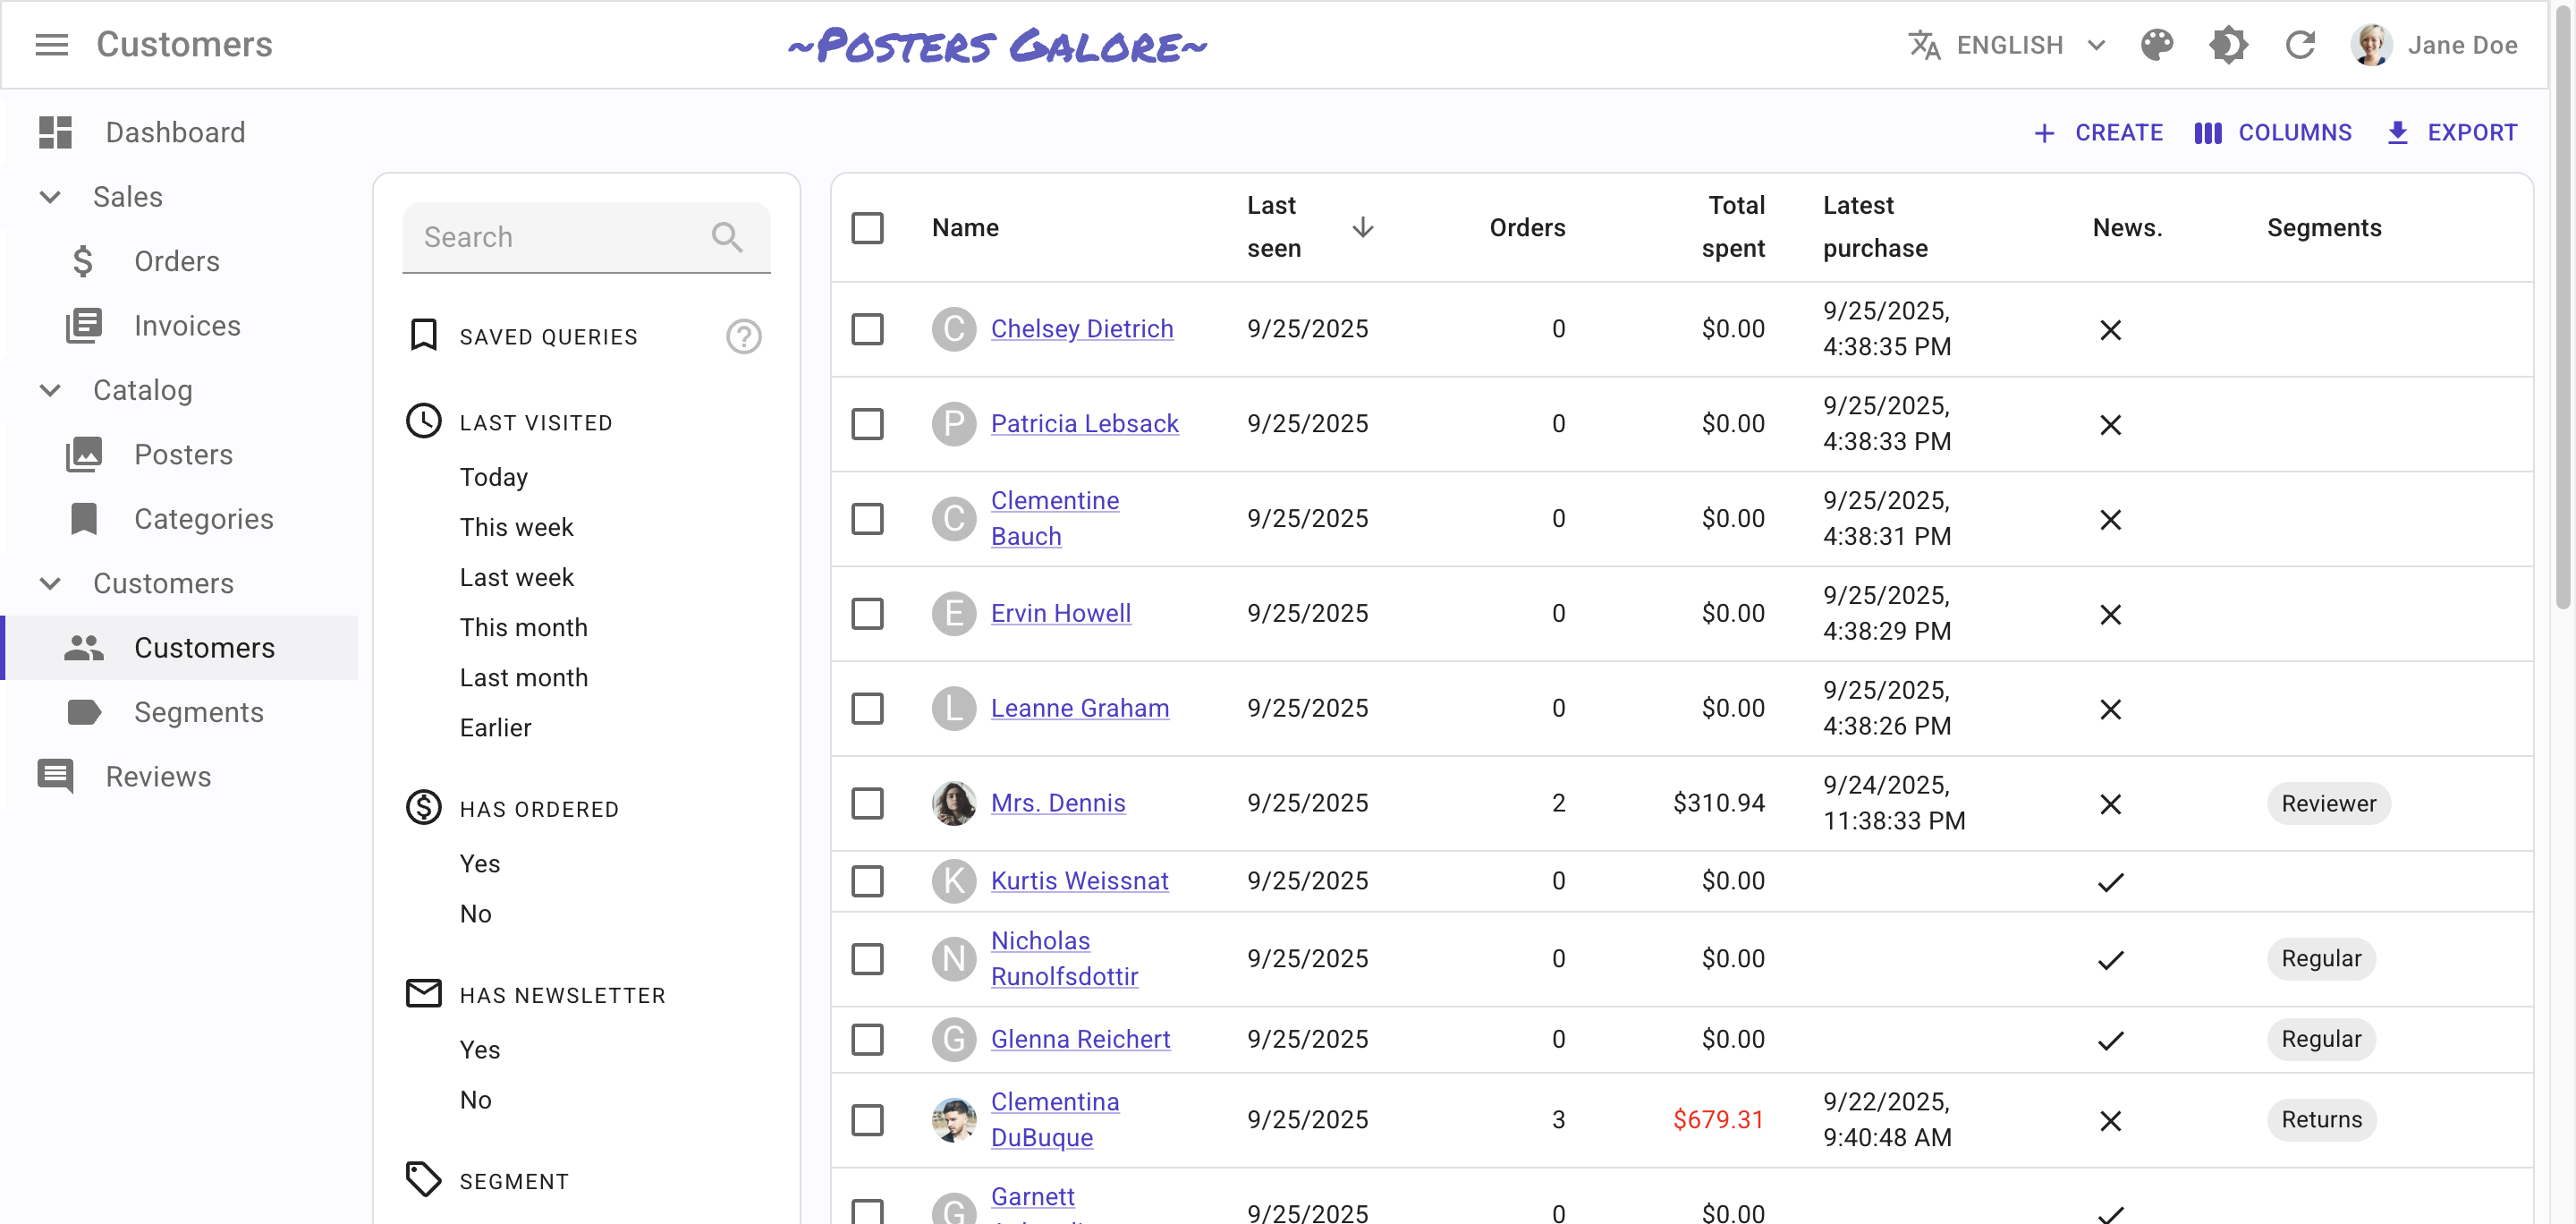 Customers
~Posters Galore~
ENGLISH
Jane Doe
Dashboard
Sales
Orders
Invoices
Catalog
Posters
Categories
Customers
Customers
Segments
Reviews
CREATE
COLUMNS
EXPORT
Search
SAVED QUERIES
?
LAST VISITED
Today
This week
Last week
This month
Last month
Earlier
HAS ORDERED
Yes
No
HAS NEWSLETTER
Yes
No
SEGMENT
Name
Last
seen
Orders
Total
spent
Latest
purchase
News.
Segments
C Chelsey Dietrich 9/25/2025 0 $0.00 9/25/2025,
4:38:35 PM
P Patricia Lebsack 9/25/2025 0 $0.00 9/25/2025,
4:38:33 PM
C Clementine
Bauch 9/25/2025 0 $0.00 9/25/2025,
4:38:31 PM
E Ervin Howell 9/25/2025 0 $0.00 9/25/2025,
4:38:29 PM
L Leanne Graham 9/25/2025 0 $0.00 9/25/2025,
4:38:26 PM
Mrs. Dennis 9/25/2025 2 $310.94 9/24/2025,
11:38:33 PM Reviewer
K Kurtis Weissnat 9/25/2025 0 $0.00
N Nicholas
Runolfsdottir 9/25/2025 0 $0.00 Regular
G Glenna Reichert 9/25/2025 0 $0.00 Regular
Clementina
DuBuque 9/25/2025 3 $679.31 9/22/2025,
9:40:48 AM Returns
G Garnett
9/25/2025 0 $0.00